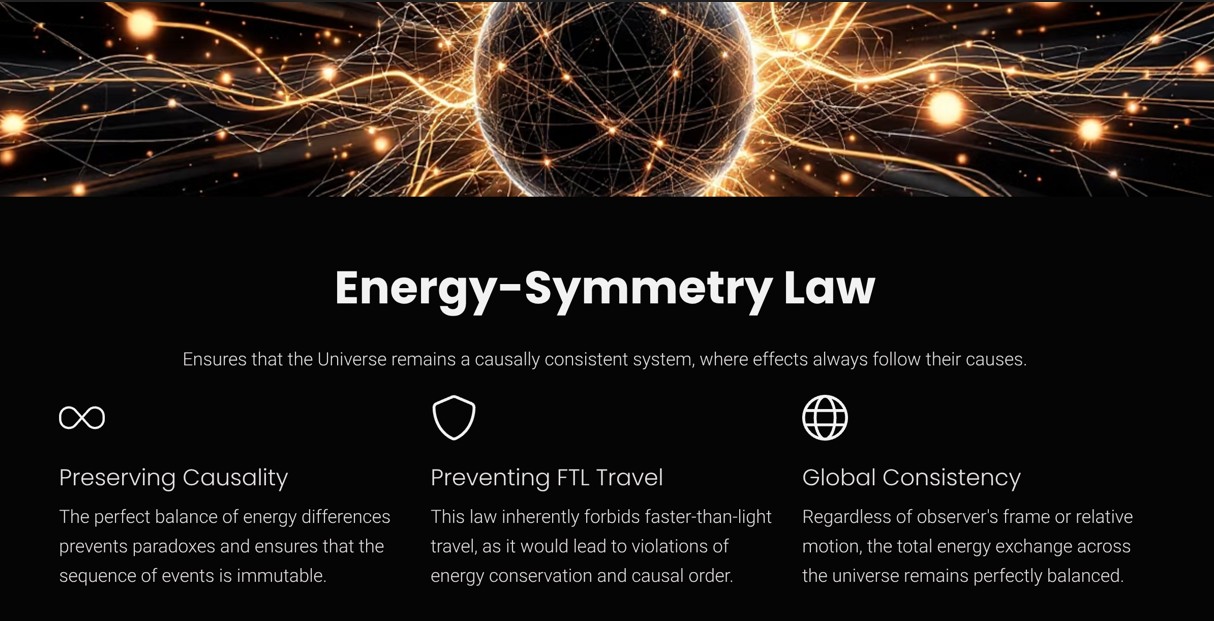 Energy-Symmetry Law
Ensures that the Universe remains a causally consistent system, where effects always follow their causes.
Preserving Causality
The perfect balance of energy differences
prevents paradoxes and ensures that the
sequence of events is immutable.
Preventing FTL Travel
This law inherently forbids faster-than-light
travel, as it would lead to violations of
energy conservation and causal order.
Global Consistency
Regardless of observer's frame or relative
motion, the total energy exchange across
the universe remains perfectly balanced.